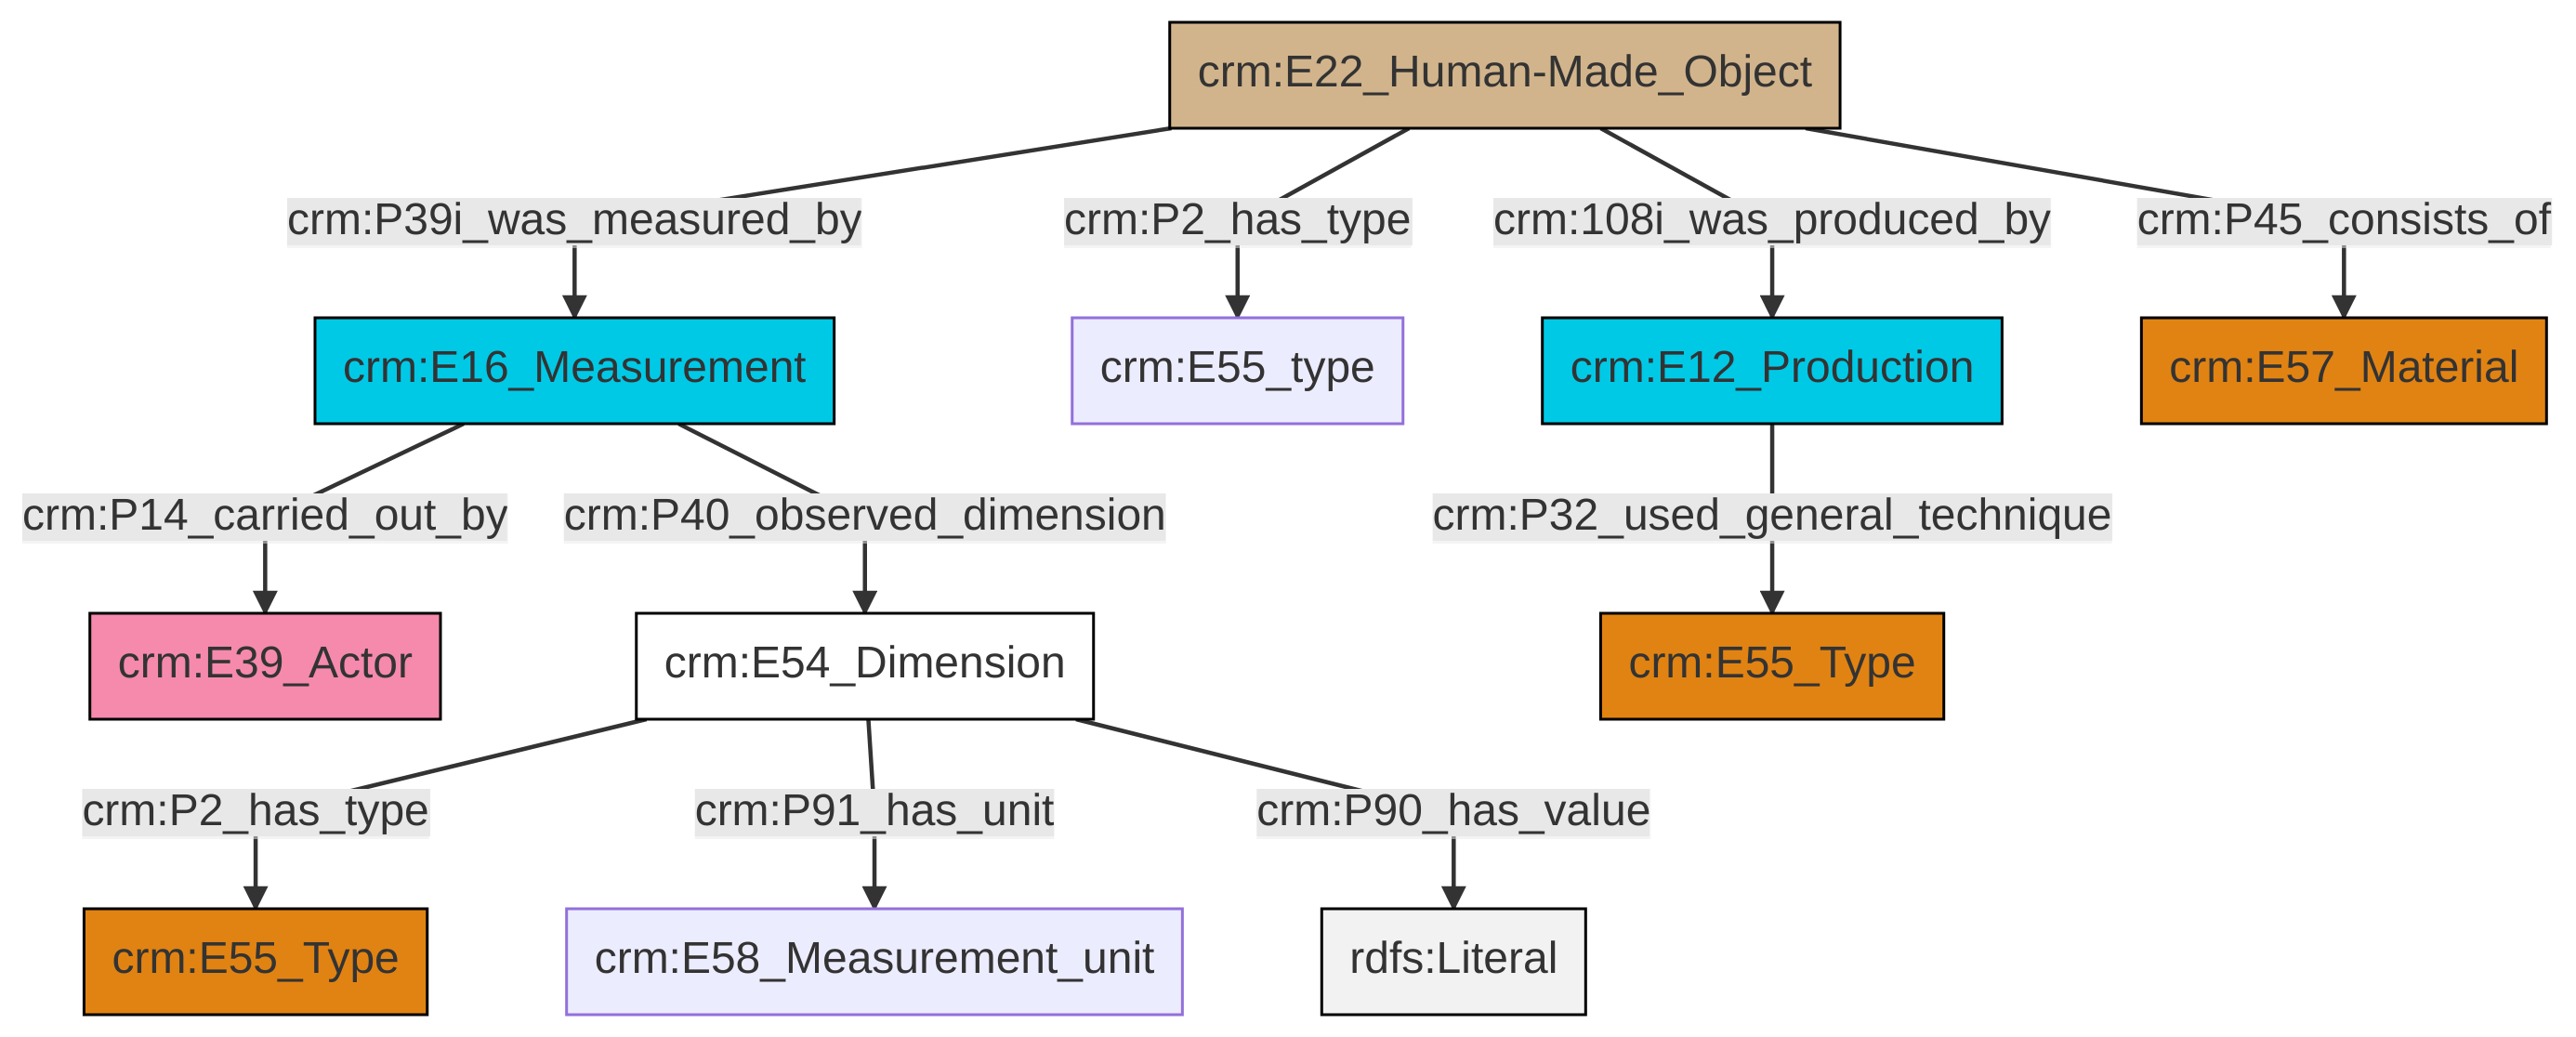 crm:E22_Human-Made_Object
crm:P39i_was_measured_by
crm:P2_has_type
crm:108i_was_produced_by
crm:P45_consists_of
crm:E16_Measurement
crm:E55_type
crm:E12_Production
crm:E57_Material
crm:P14_carried_out_by
crm:P40_observed_dimension
crm:P32_used_general_technique
crm:E39_Actor
crm:E54_Dimension
crm:E55_Type
crm:P2_has_type
crm:P91_has_unit
crm:P90_has_value
crm:E55_Type
crm:E58_Measurement_unit
rdfs:Literal